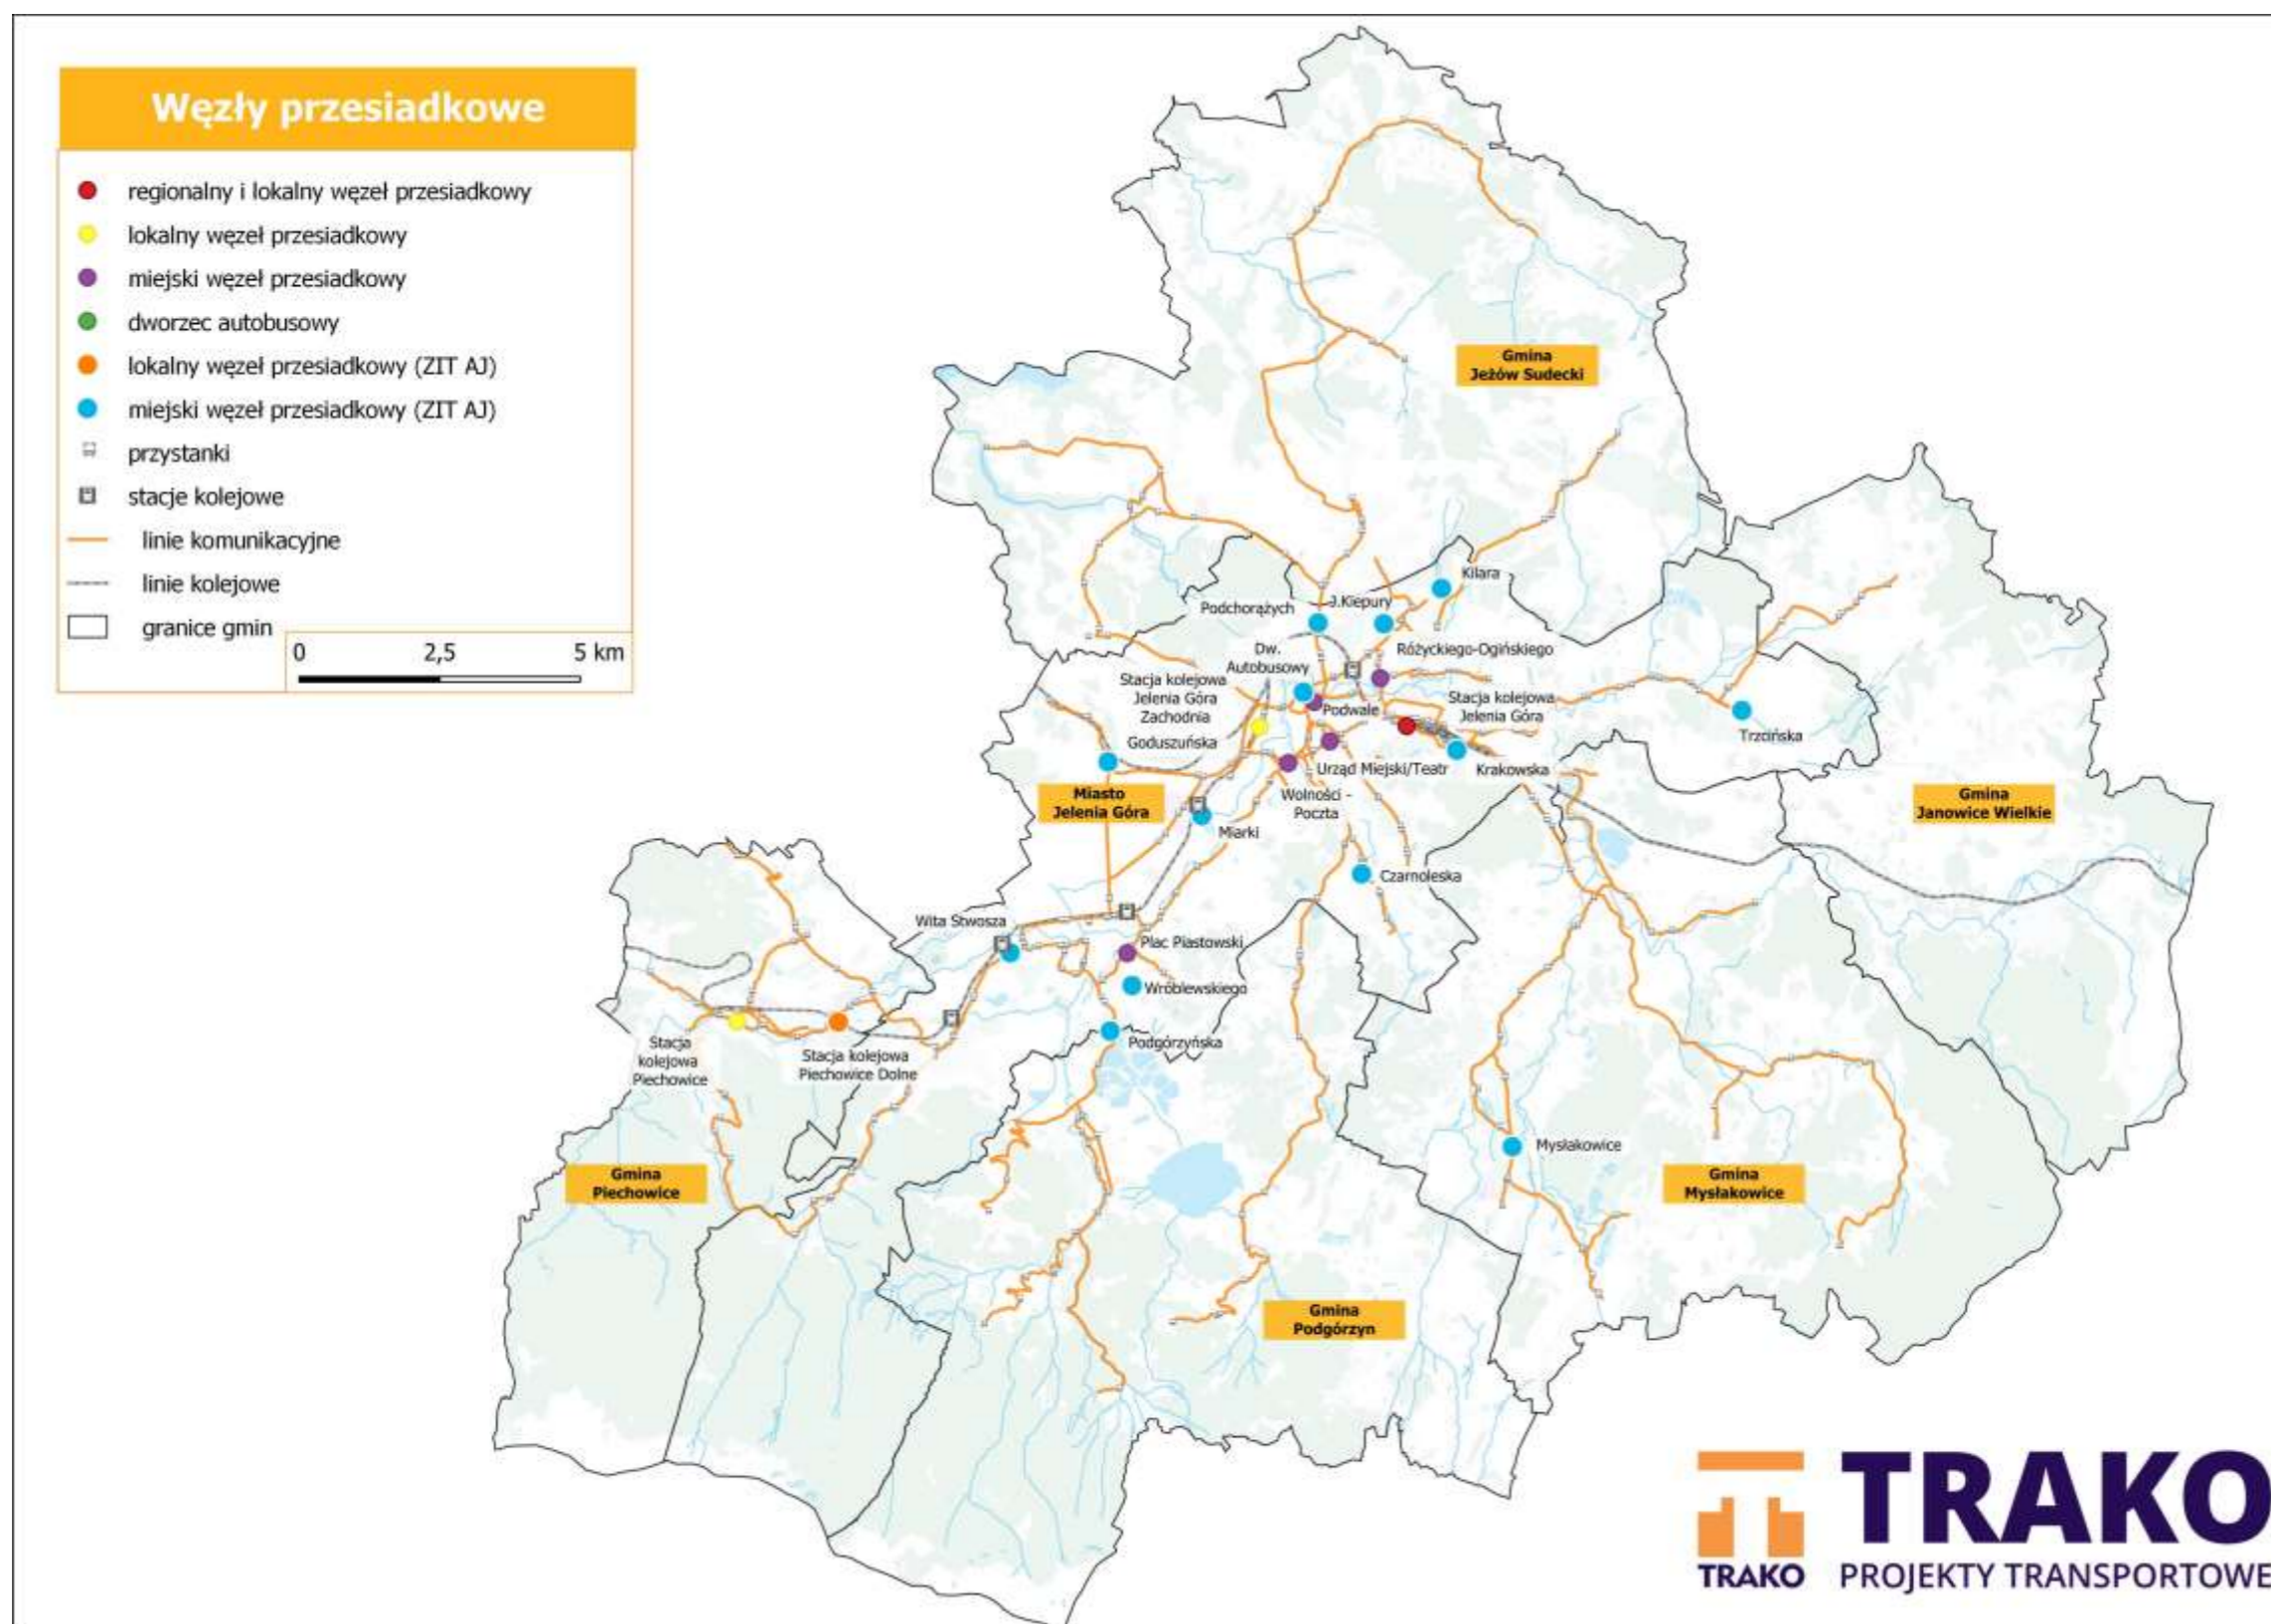 Węzły przesiadkowe
regionalny i lokalny węzeł przesiadkowy
lokalny węzeł przesiadkowy
miejski węzeł przesiadkowy
dworzec autobusowy
lokalny węzeł przesiadkowy (ZIT AJ)
miejski węzeł przesiadkowy (ZIT AJ)
przystanki
stacje kolejowe
linie komunikacyjne
linie kolejowe
granice gmin
0 2,5 5 km
Gmina
Jeżów Sudecki
Kilara
Podchorążych
J.Kiepury
Dw.
Autobusowy
Różyckiego-Ogińskiego
Stacja kolejowa
Jelenia Góra
Zachodnia
Stacja kolejowa
Jelenia Góra
Podwale
Goduszyńska
Trzcińska
Urząd Miejski/Teatr
Krakowska
Miasto
Jelenia Góra
Wolności -
Poczta
Gmina
Janowice Wielkie
Miarki
Czarnoleska
Wita Stwosza
Plac Piastowski
Wróblewskiego
Podgórzyńska
Stacja
kolejowa
Piechowice
Stacja kolejowa
Piechowice Dolne
Mysłakowice
Gmina
Piechowice
Gmina
Mysłakowice
Gmina
Podgórzyn
TRAKO
TRAKO
PROJEKTY TRANSPORTOWE